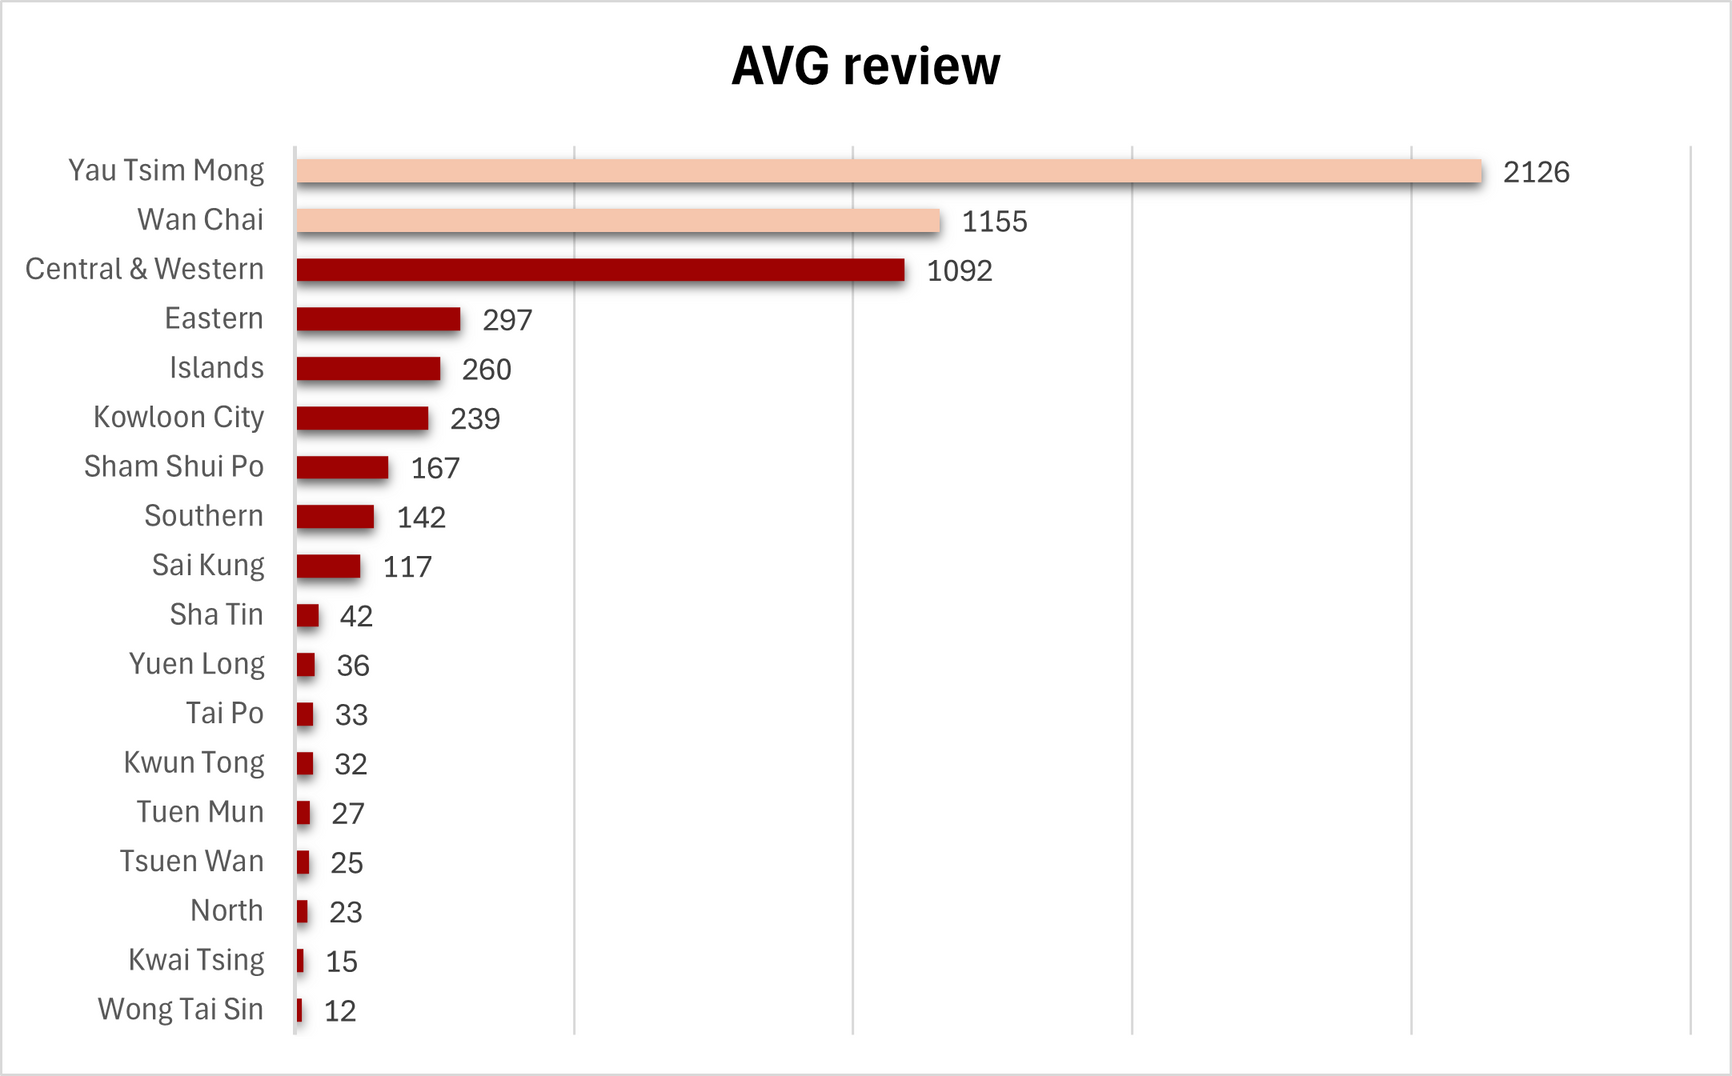 AVG review
Yau Tsim Mong 2126
Wan Chai 1155
Central & Western 1092
Eastern 297
Islands 260
Kowloon City 239
Sham Shui Po 167
Southern 142
Sai Kung 117
Sha Tin 42
Yuen Long 36
Tai Po 33
Kwun Tong 32
Tuen Mun 27
Tsuen Wan 25
North 23
Kwai Tsing 15
Wong Tai Sin 12